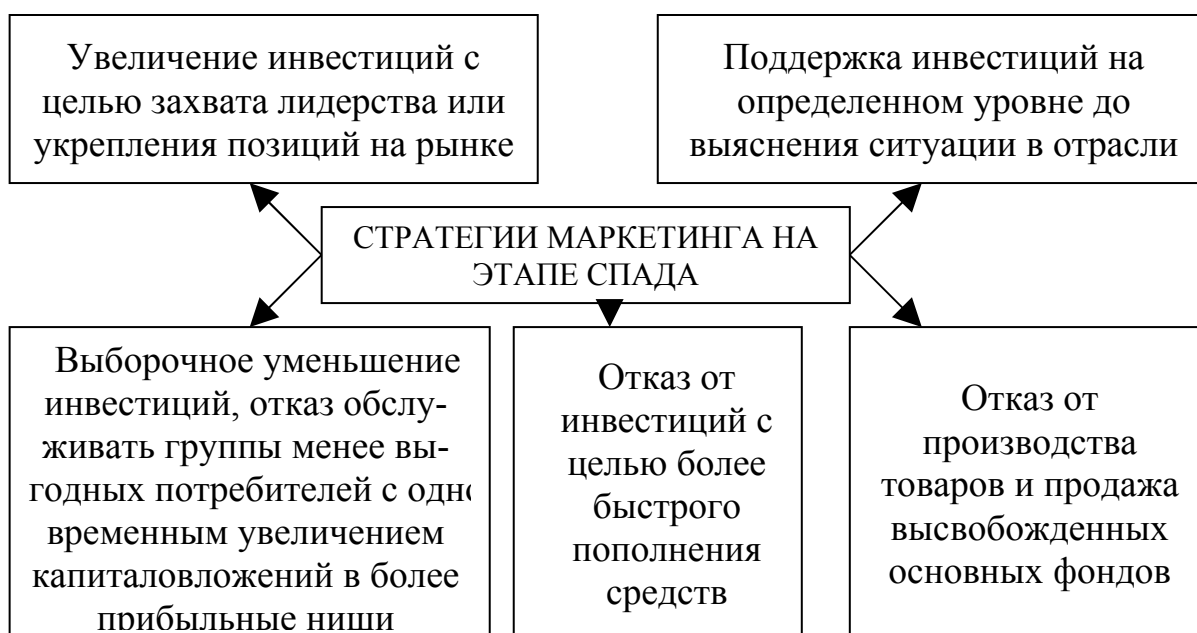 Увеличение инвестиций с
целью захвата лидерства или
укрепления позиций на рынке
Поддержка инвестиций на
определенном уровне до
выяснения ситуации в отрасли
СТРАТЕГИИ МАРКЕТИНГА НА
ЭТАПЕ СПАДА
Выборочное уменьшение
инвестиций, отказ обслу-
живать группы менее вы-
годных потребителей с одно
временным увеличением
капиталовложений в более
прибыльные ниши
Отказ от
инвестиций с
целью более
быстрого
пополнения
средств
Отказ от
производства
товаров и продажа
высвобожденных
основных фондов